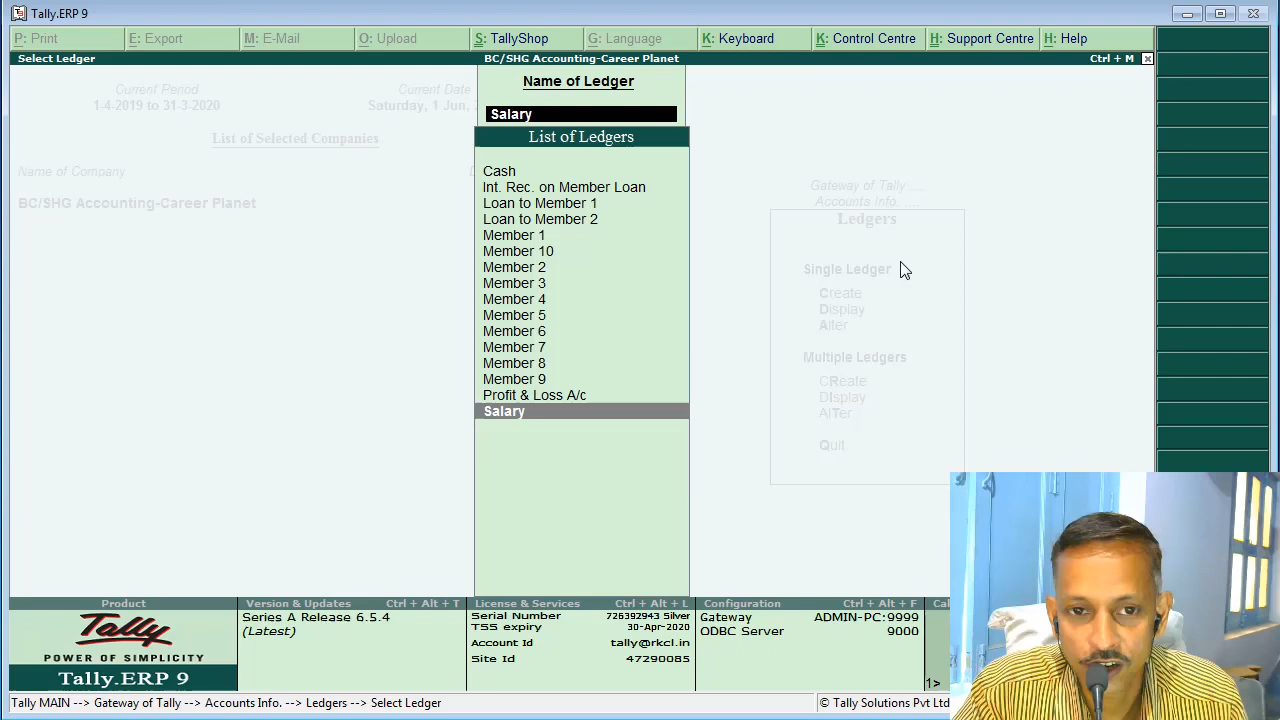 Tally.ERP 9
P: Print
E: Export
M: E-Mail
O: Upload
S: TallyShop
G: Language
K: Keyboard
K: Control Centre
H: Support Centre
H: Help
Select Ledger
BC/SHG Accounting-Career Planet
Ctrl + M
Current Period
1-4-2019 to 31-3-2020
Current Date
Saturday, 1 Jun,
List of Selected Companies
Name of Company
BC/SHG Accounting-Career Planet
Name of Ledger
Salary
List of Ledgers
Cash
Int. Rec. on Member Loan
Loan to Member 1
Loan to Member 2
Member 1
Member 10
Member 2
Member 3
Member 4
Member 5
Member 6
Member 7
Member 8
Member 9
Profit & Loss A/c
Salary
Gateway of Tally ....
Accounts Info. ....
Ledgers
Single Ledger
Create
Display
Alter
Multiple Ledgers
CReate
DIsplay
AlTer
Quit
Product
Tally
POWER OF SIMPLICITY
Tally.ERP 9
Version & Updates Ctrl + Alt + T
Series A Release 6.5.4
(Latest)
License & Services Ctrl + Alt + L
Serial Number 726392943 Silver
TSS expiry 30-Apr-2020
Account Id tally@rkcl.in
Site Id 47290085
Configuration Ctrl + Alt + F
Gateway ADMIN-PC:9999
ODBC Server 9000
1>
Tally MAIN --> Gateway of Tally --> Accounts Info. --> Ledgers --> Select Ledger
© Tally Solutions Pvt Ltd